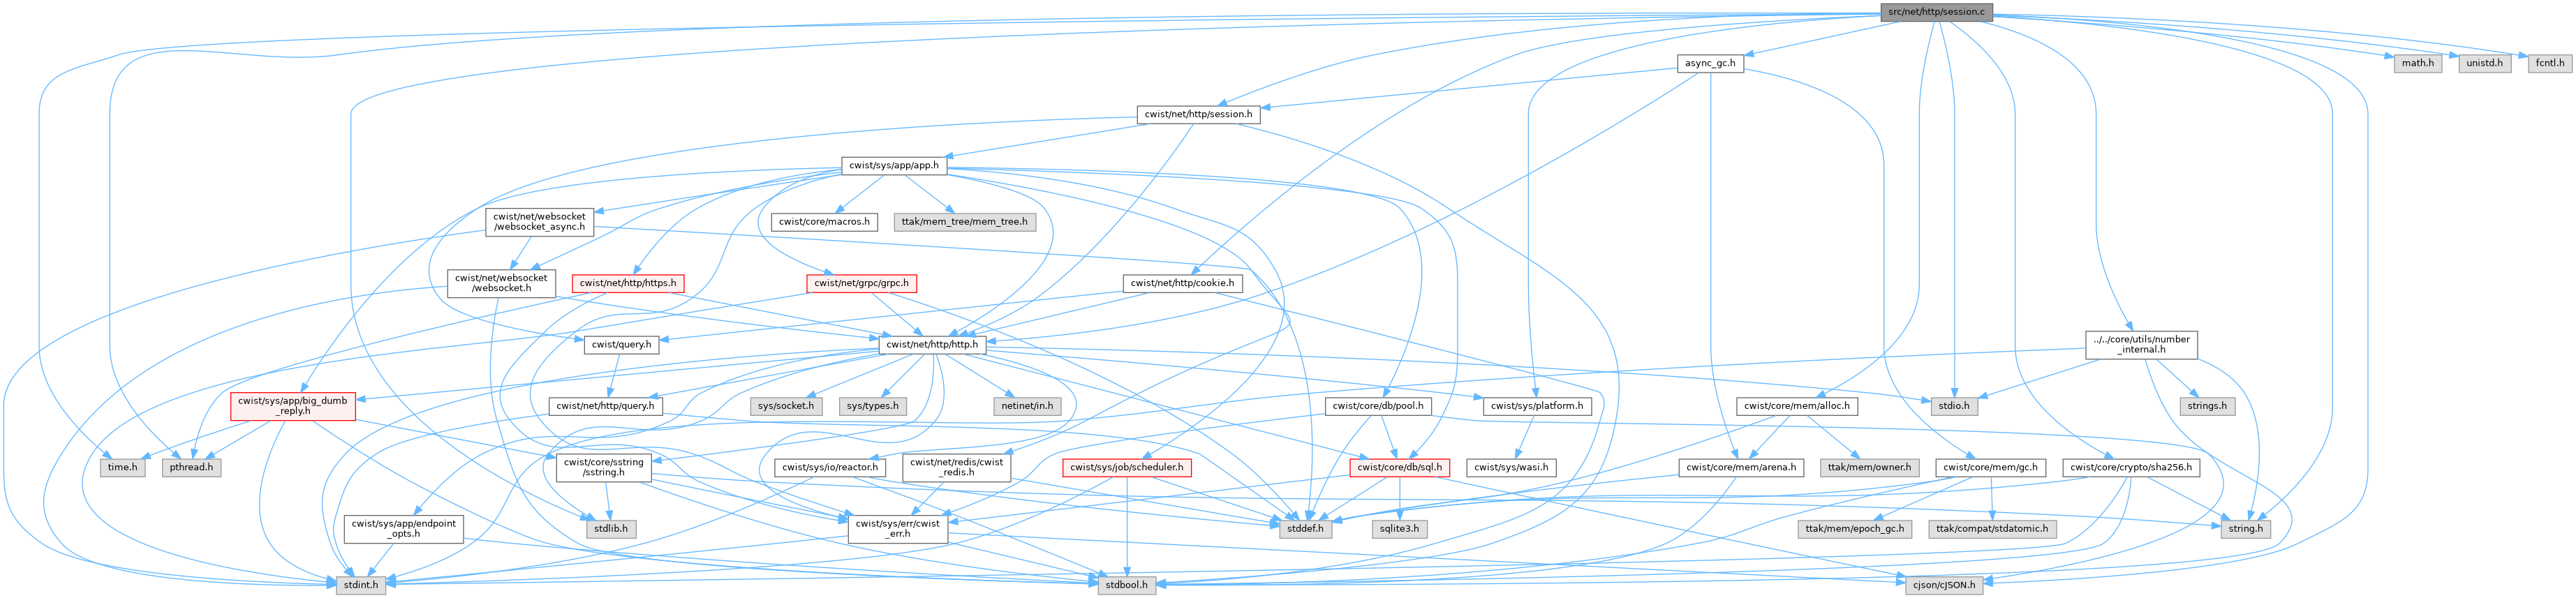 src/net/http/session.c
async_gc.h
math.h
unistd.h
fcntl.h
cwist/net/http/session.h
cwist/sys/app/app.h
cwist/net/websocket
/websocket_async.h
cwist/core/macros.h
ttak/mem_tree/mem_tree.h
cwist/net/websocket
/websocket.h
cwist/net/http/https.h
cwist/net/grpc/grpc.h
cwist/net/http/cookie.h
cwist/query.h
cwist/net/http/http.h
../../core/utils/number
_internal.h
cwist/sys/app/big_dumb
_reply.h
cwist/net/http/query.h
sys/socket.h
sys/types.h
netinet/in.h
cwist/core/db/pool.h
cwist/sys/platform.h
cwist/core/mem/alloc.h
stdio.h
strings.h
time.h
pthread.h
cwist/core/sstring
/sstring.h
cwist/sys/io/reactor.h
cwist/net/redis/cwist
_redis.h
cwist/sys/job/scheduler.h
cwist/core/db/sql.h
cwist/sys/wasi.h
cwist/core/mem/arena.h
ttak/mem/owner.h
cwist/core/mem/gc.h
cwist/core/crypto/sha256.h
cwist/sys/app/endpoint
_opts.h
stdlib.h
cwist/sys/err/cwist
_err.h
stddef.h
sqlite3.h
ttak/mem/epoch_gc.h
ttak/compat/stdatomic.h
string.h
stdint.h
stdbool.h
cjson/cJSON.h